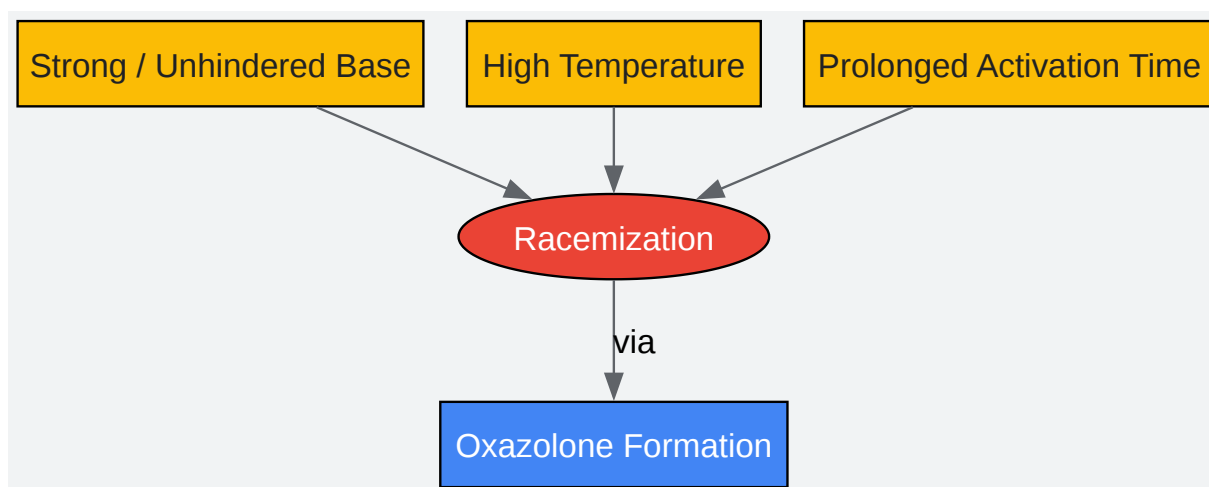 Strong / Unhindered Base
High Temperature
Prolonged Activation Time
Racemization
via
Oxazolone Formation